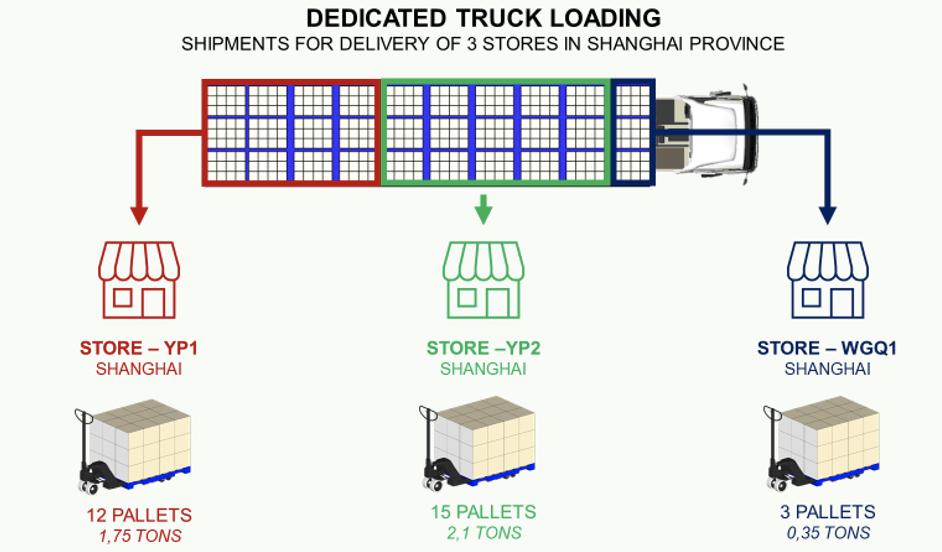 DEDICATED TRUCK LOADING
SHIPMENTS FOR DELIVERY OF 3 STORES IN SHANGHAI PROVINCE
STORE – YP1
SHANGHAI
STORE –YP2
SHANGHAI
STORE – WGQ1
SHANGHAI
12 PALLETS
1,75 TONS
15 PALLETS
2,1 TONS
3 PALLETS
0,35 TONS